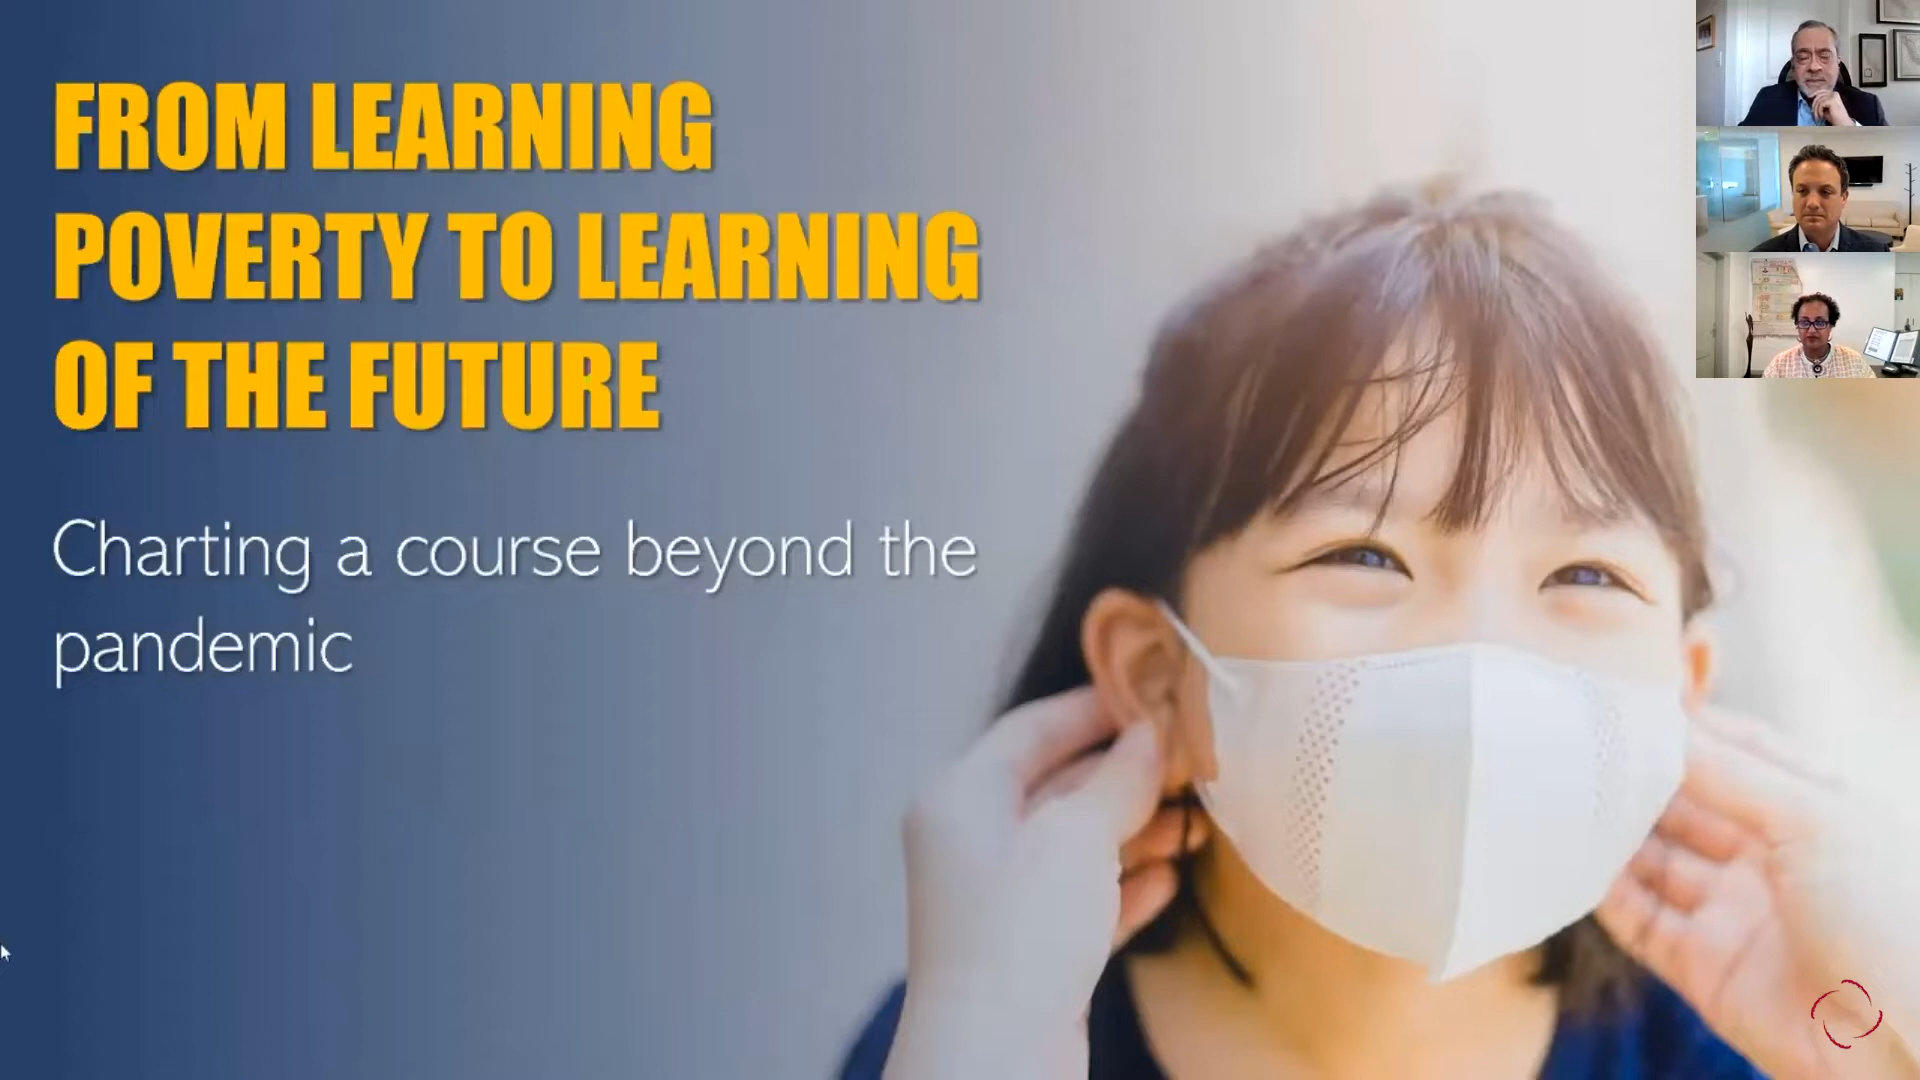 FROM LEARNING
POVERTY TO LEARNING
OF THE FUTURE
Charting a course beyond the
pandemic